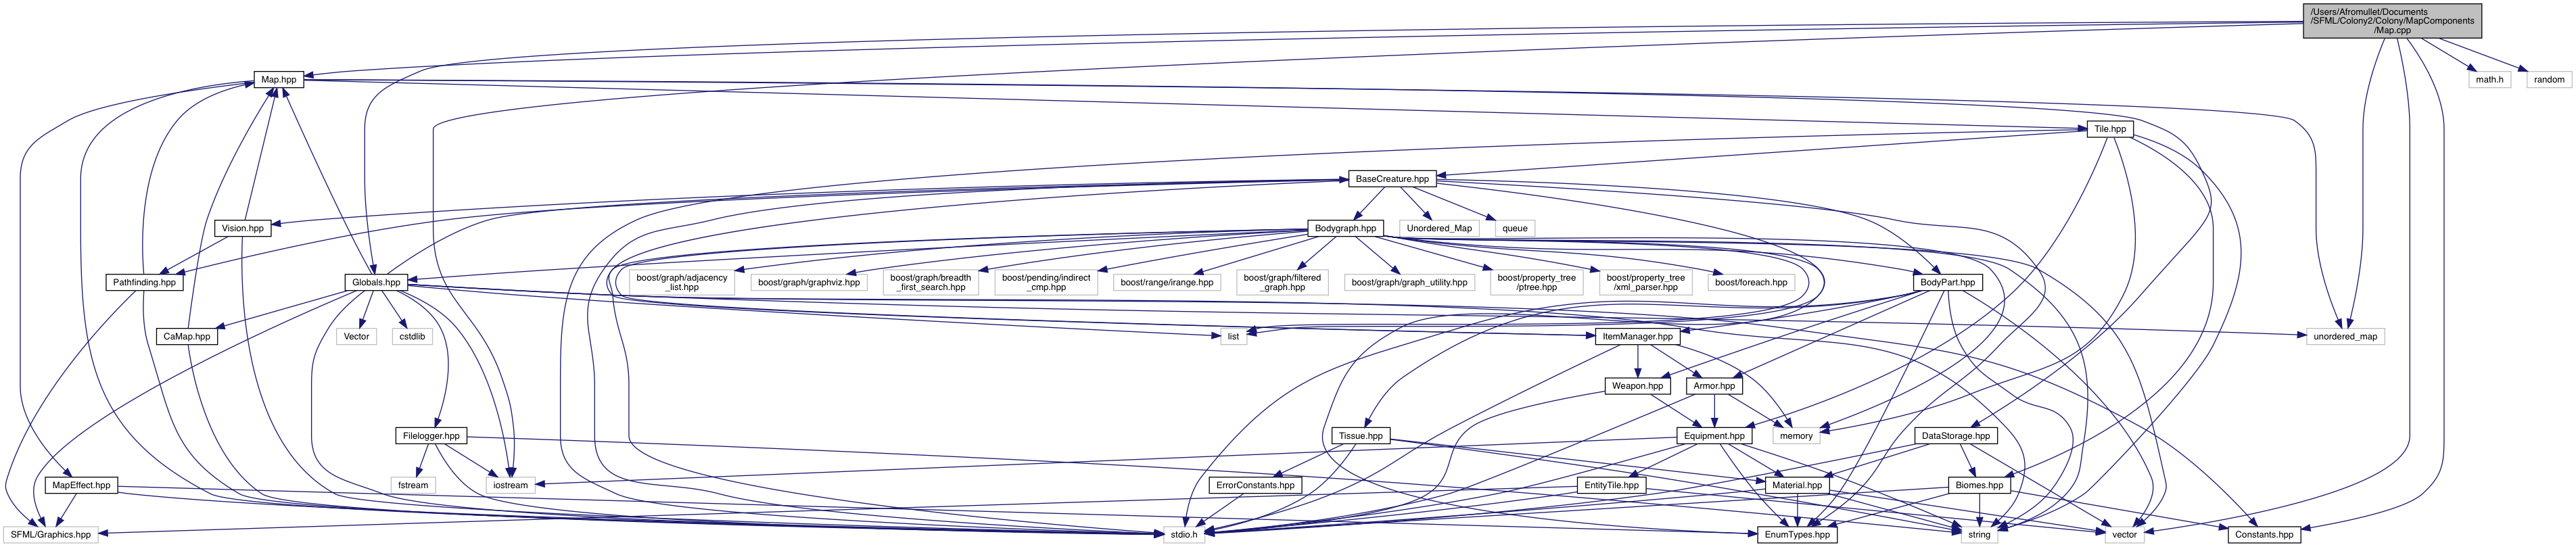 /Users/Afromullet/Documents
/SFML/Colony2/Colony/MapComponents
/Map.cpp
Map.hpp
math.h
random
Tile.hpp
BaseCreature.hpp
Vision.hpp
Bodygraph.hpp
Unordered_Map
queue
Pathfinding.hpp
Globals.hpp
boost/graph/adjacency
_list.hpp
boost/graph/graphviz.hpp
boost/graph/breadth
_first_search.hpp
boost/pending/indirect
_cmp.hpp
boost/range/irange.hpp
boost/graph/filtered
_graph.hpp
boost/graph/graph_utility.hpp
boost/property_tree
/ptree.hpp
boost/property_tree
/xml_parser.hpp
boost/foreach.hpp
BodyPart.hpp
CaMap.hpp
Vector
cstdlib
list
ItemManager.hpp
unordered_map
Weapon.hpp
Armor.hpp
Filelogger.hpp
Tissue.hpp
Equipment.hpp
memory
DataStorage.hpp
MapEffect.hpp
fstream
iostream
ErrorConstants.hpp
EntityTile.hpp
Material.hpp
Biomes.hpp
SFML/Graphics.hpp
stdio.h
EnumTypes.hpp
string
vector
Constants.hpp